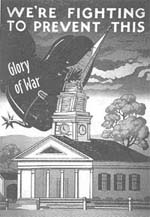 WE'RE FIGHTING
TO PREVENT THIS
Glory
of War